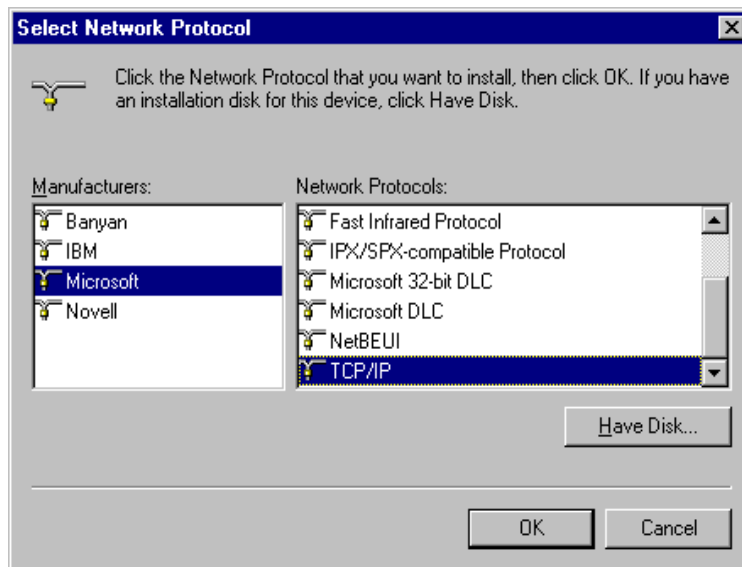 Select Network Protocol
Click the Network Protocol that you want to install, then click OK. If you have
an installation disk for this device, click Have Disk.
Manufacturers:
Banyan
IBM
Microsoft
Novell
Network Protocols:
Fast Infrared Protocol
IPX/SPX-compatible Protocol
Microsoft 32-bit DLC
Microsoft DLC
NetBEUI
TCP/IP
Have Disk...
OK
Cancel